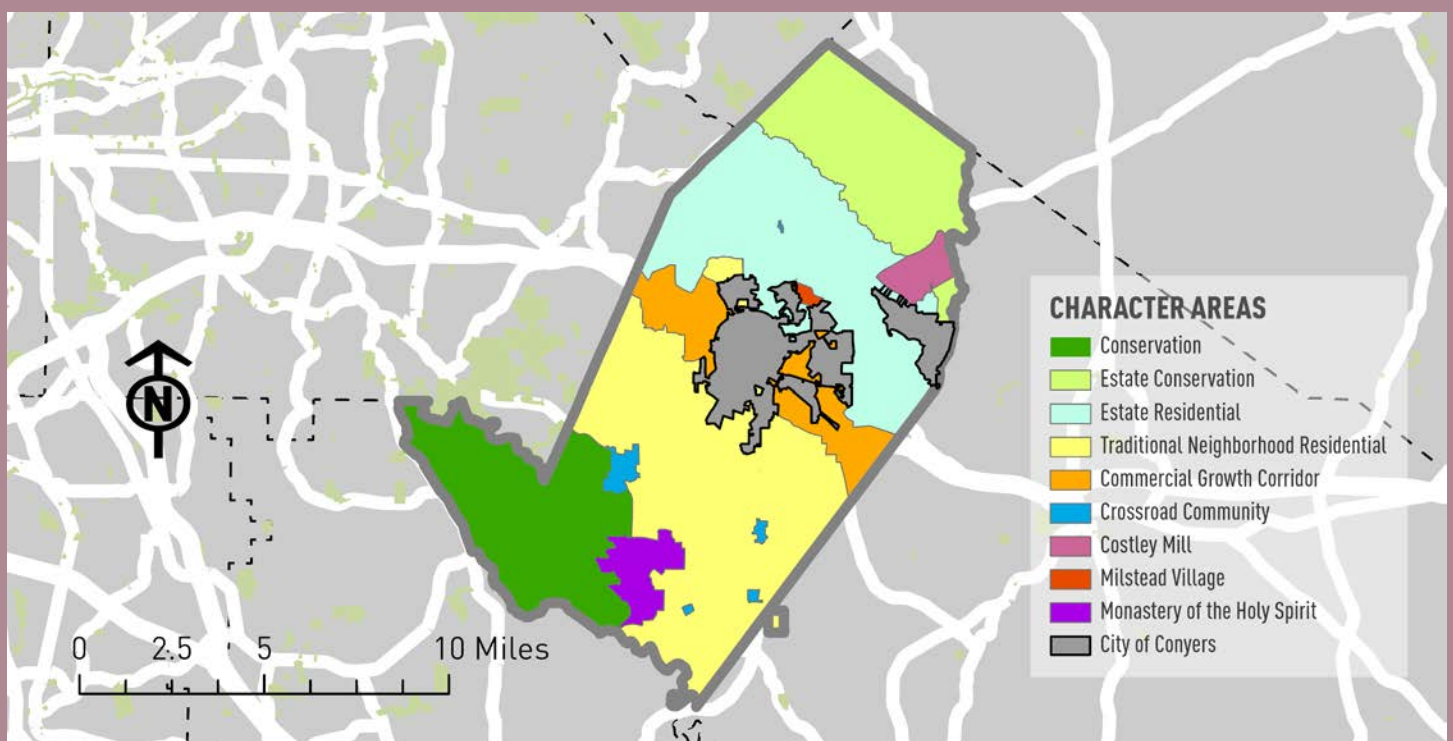 CHARACTER AREAS
Conservation
Estate Conservation
Estate Residential
Traditional Neighborhood Residential
Commercial Growth Corridor
Crossroad Community
Costley Mill
Milstead Village
Monastery of the Holy Spirit
City of Conyers
N
0 2.5 5 10 Miles